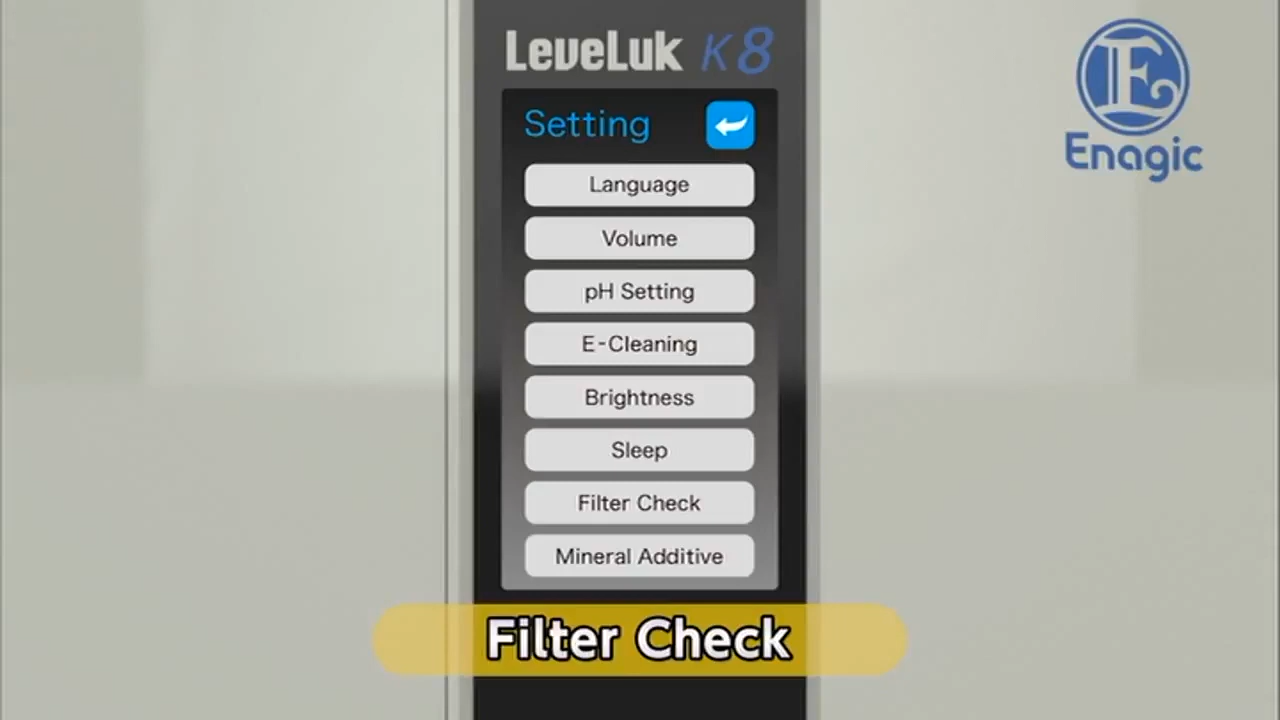 LeveLuk K8
Setting
Language
Volume
pH Setting
E-Cleaning
Brightness
Sleep
Filter Check
Mineral Additive
Filter Check
E
Enagic